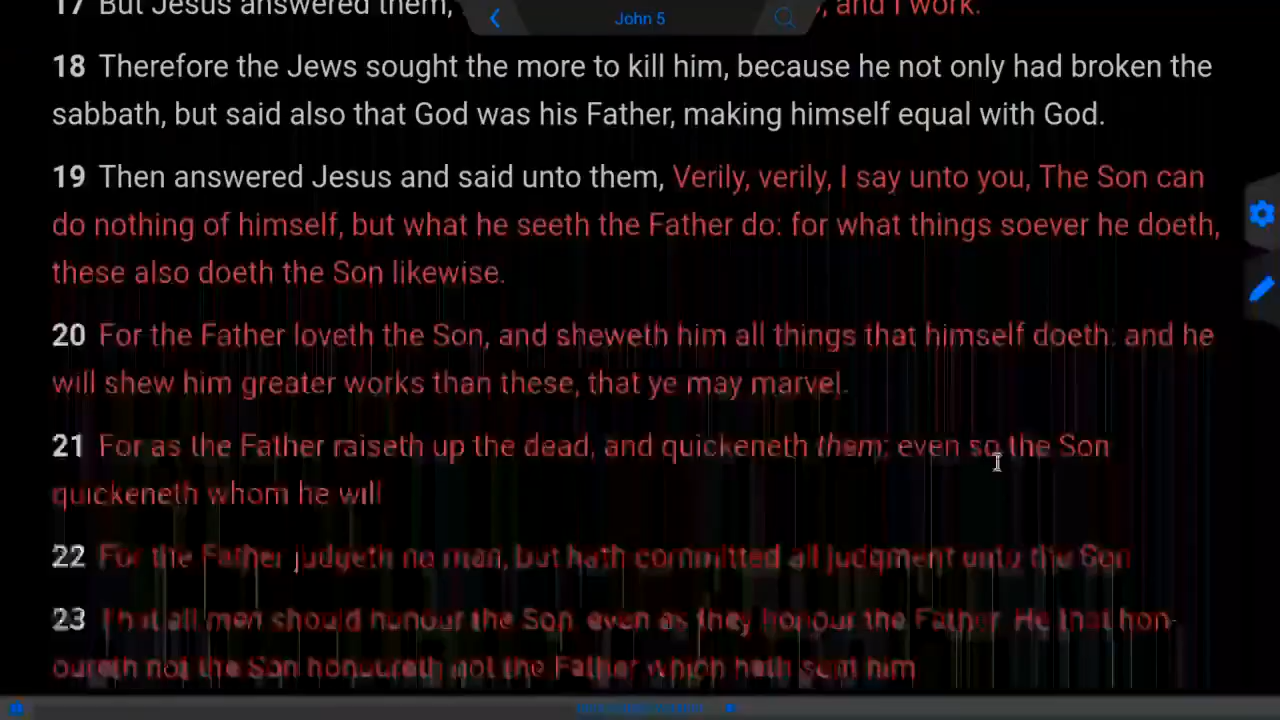 17 But Jesus answered them, , and I work.
John 5
18 Therefore the Jews sought the more to kill him, because he not only had broken the
sabbath, but said also that God was his Father, making himself equal with God.
19 Then answered Jesus and said unto them, Verily, verily, I say unto you, The Son can
do nothing of himself, but what he seeth the Father do: for what things soever he doeth,
these also doeth the Son likewise.
20 For the Father loveth the Son, and sheweth him all things that himself doeth: and he
will shew him greater works than these, that ye may marvel.
21 For as the Father raiseth up the dead, and quickeneth them; even so the Son
quickeneth whom he will
22 For the Father judgeth no man, but hath committed all judgment unto the Son
23 That all men should honour the Son, even as they honour the Father. He that hon-
oureth not the Son honoureth not the Father which hath sent him